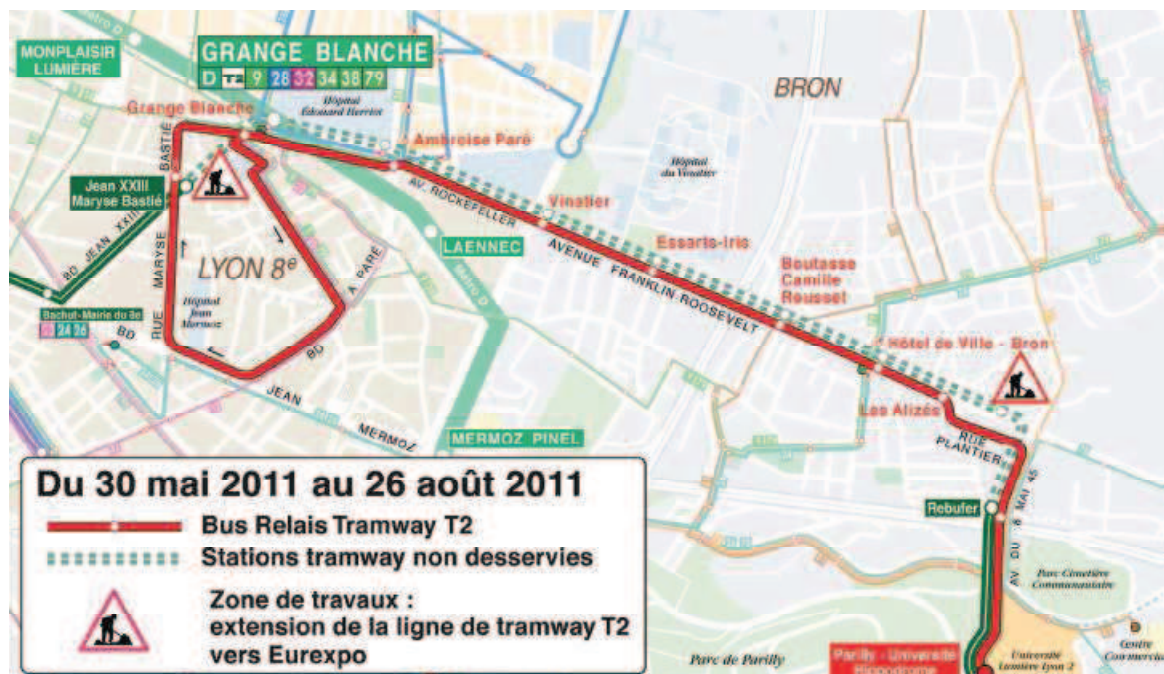 MONPLAISIR
LUMIÈRE
Métro D
GRANGE BLANCHE
D T2 9 28 32 34 38 79
Hôpital
Édouard Herriot
Grange Blanche
BRON
Ambroise Paré
Hôpital
du Vinatier
RUE MARYSE BASTIÉ
Jean XXIII
Maryse Bastié
AV. ROCKEFELLER
Vinatier
BD JEAN XXIII
LAENNEC
Essarts-Iris
LYON 8e
BD A. PARÉ
Métro D
AVENUE FRANKLIN ROOSEVELT
Boutasse
Camille
Rousset
Hôpital
Jean
Mermoz
Bachut-Mairie du 8e
24 26
BD JEAN MERMOZ
Hôtel de Ville - Bron
Les Alizés
MERMOZ PINEL
RUE
PLANTIER
Rebufer
AV DU 8 MAI 45
Du 30 mai 2011 au 26 août 2011
Bus Relais Tramway T2
Stations tramway non desservies
Zone de travaux :
extension de la ligne de tramway T2
vers Eurexpo
Parc Cimetière
Communautaire
Parc de Parilly
Parilly - Université
Hippodrome
Université
Lumière Lyon 2
Centre
Commercial